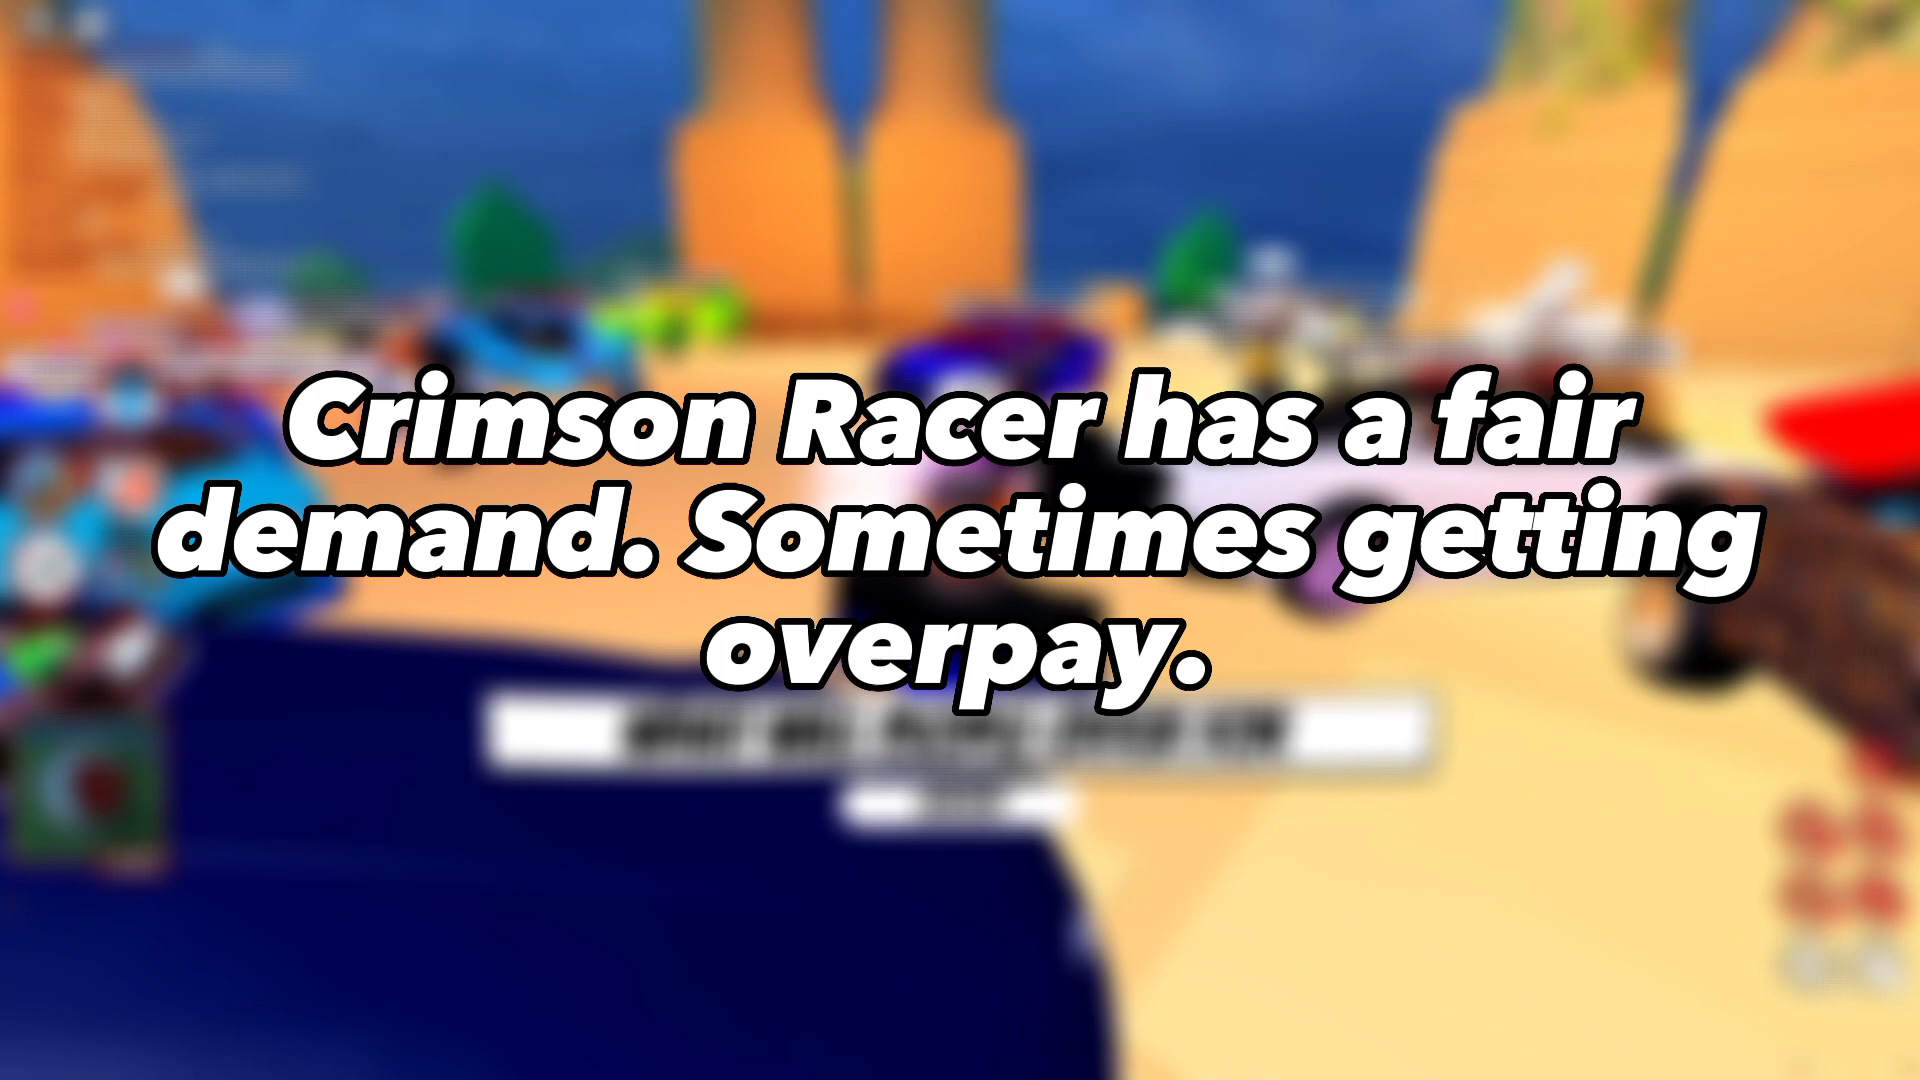 Crimson Racer has a fair
demand. Sometimes getting
overpay.